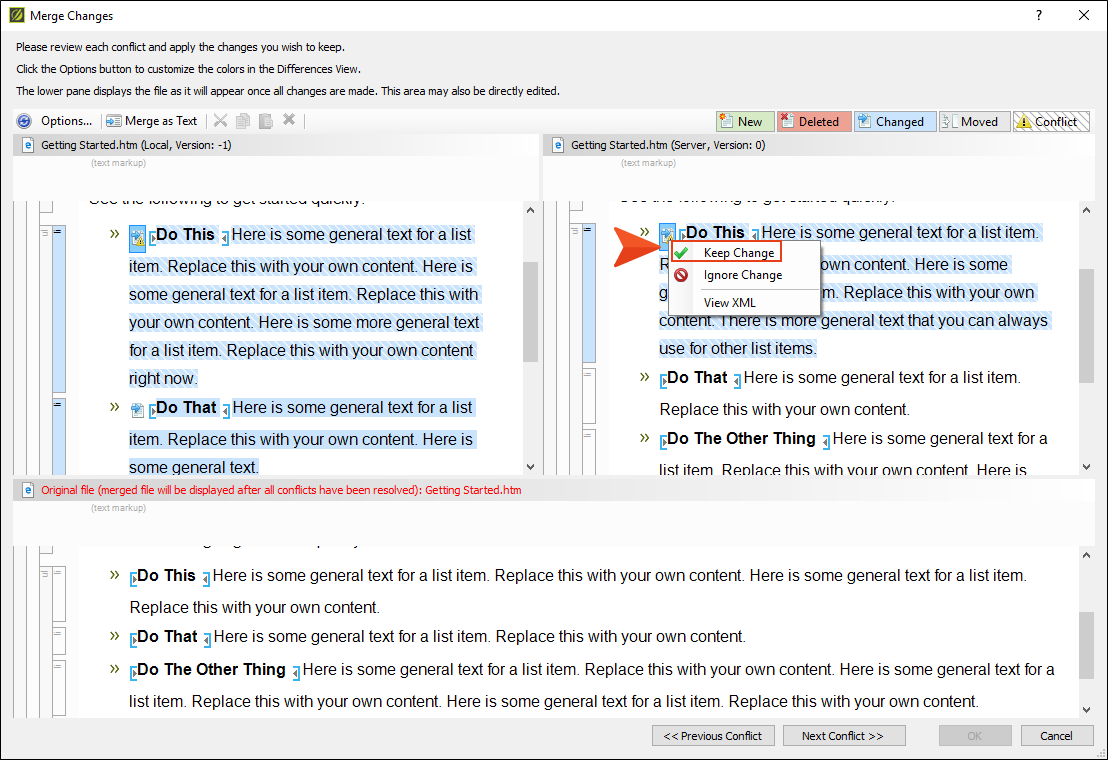 Merge Changes
?
Please review each conflict and apply the changes you wish to keep.
Click the Options button to customize the colors in the Differences View.
The lower pane displays the file as it will appear once all changes are made. This area may also be directly edited.
Options... Merge as Text New Deleted Changed Moved Conflict
Getting Started.htm (Local, Version: -1)
(text markup)
See the following to get started quickly:
» Do This Here is some general text for a list
item. Replace this with your own content. Here is
some general text for a list item. Replace this with
your own content. Here is some more general text
for a list item. Replace this with your own content
right now.
» Do That Here is some general text for a list
item. Replace this with your own content. Here is
some general text.
Getting Started.htm (Server, Version: 0)
(text markup)
See the following to get started quickly:
» Do This Here is some general text for a list item.
R own content. Here is some
g m. Replace this with your own
content. There is more general text that you can always
use for other list items.
Keep Change
Ignore Change
View XML
» Do That Here is some general text for a list item.
Replace this with your own content.
» Do The Other Thing Here is some general text for a
list item. Replace this with your own content. Here is
Original file (merged file will be displayed after all conflicts have been resolved): Getting Started.htm
(text markup)
» Do This Here is some general text for a list item. Replace this with your own content. Here is some general text for a list item.
Replace this with your own content.
» Do That Here is some general text for a list item. Replace this with your own content.
» Do The Other Thing Here is some general text for a list item. Replace this with your own content. Here is some general text for a
list item. Replace this with your own content. Here is some general text for a list item. Replace this with your own content.
<< Previous Conflict Next Conflict >> OK Cancel